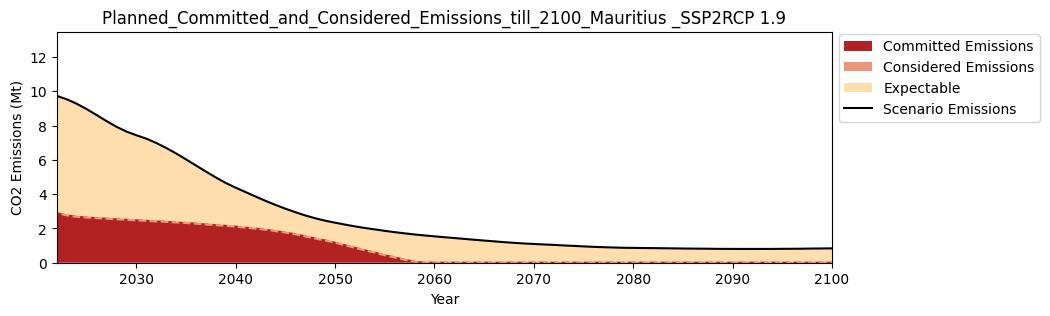 Planned_Committed_and_Considered_Emissions_till_2100_Mauritius _SSP2RCP 1.9
CO2 Emissions (Mt)
12
10
8
6
4
2
0
2030 2040 2050 2060 2070 2080 2090 2100
Year
Committed Emissions
Considered Emissions
Expectable
Scenario Emissions